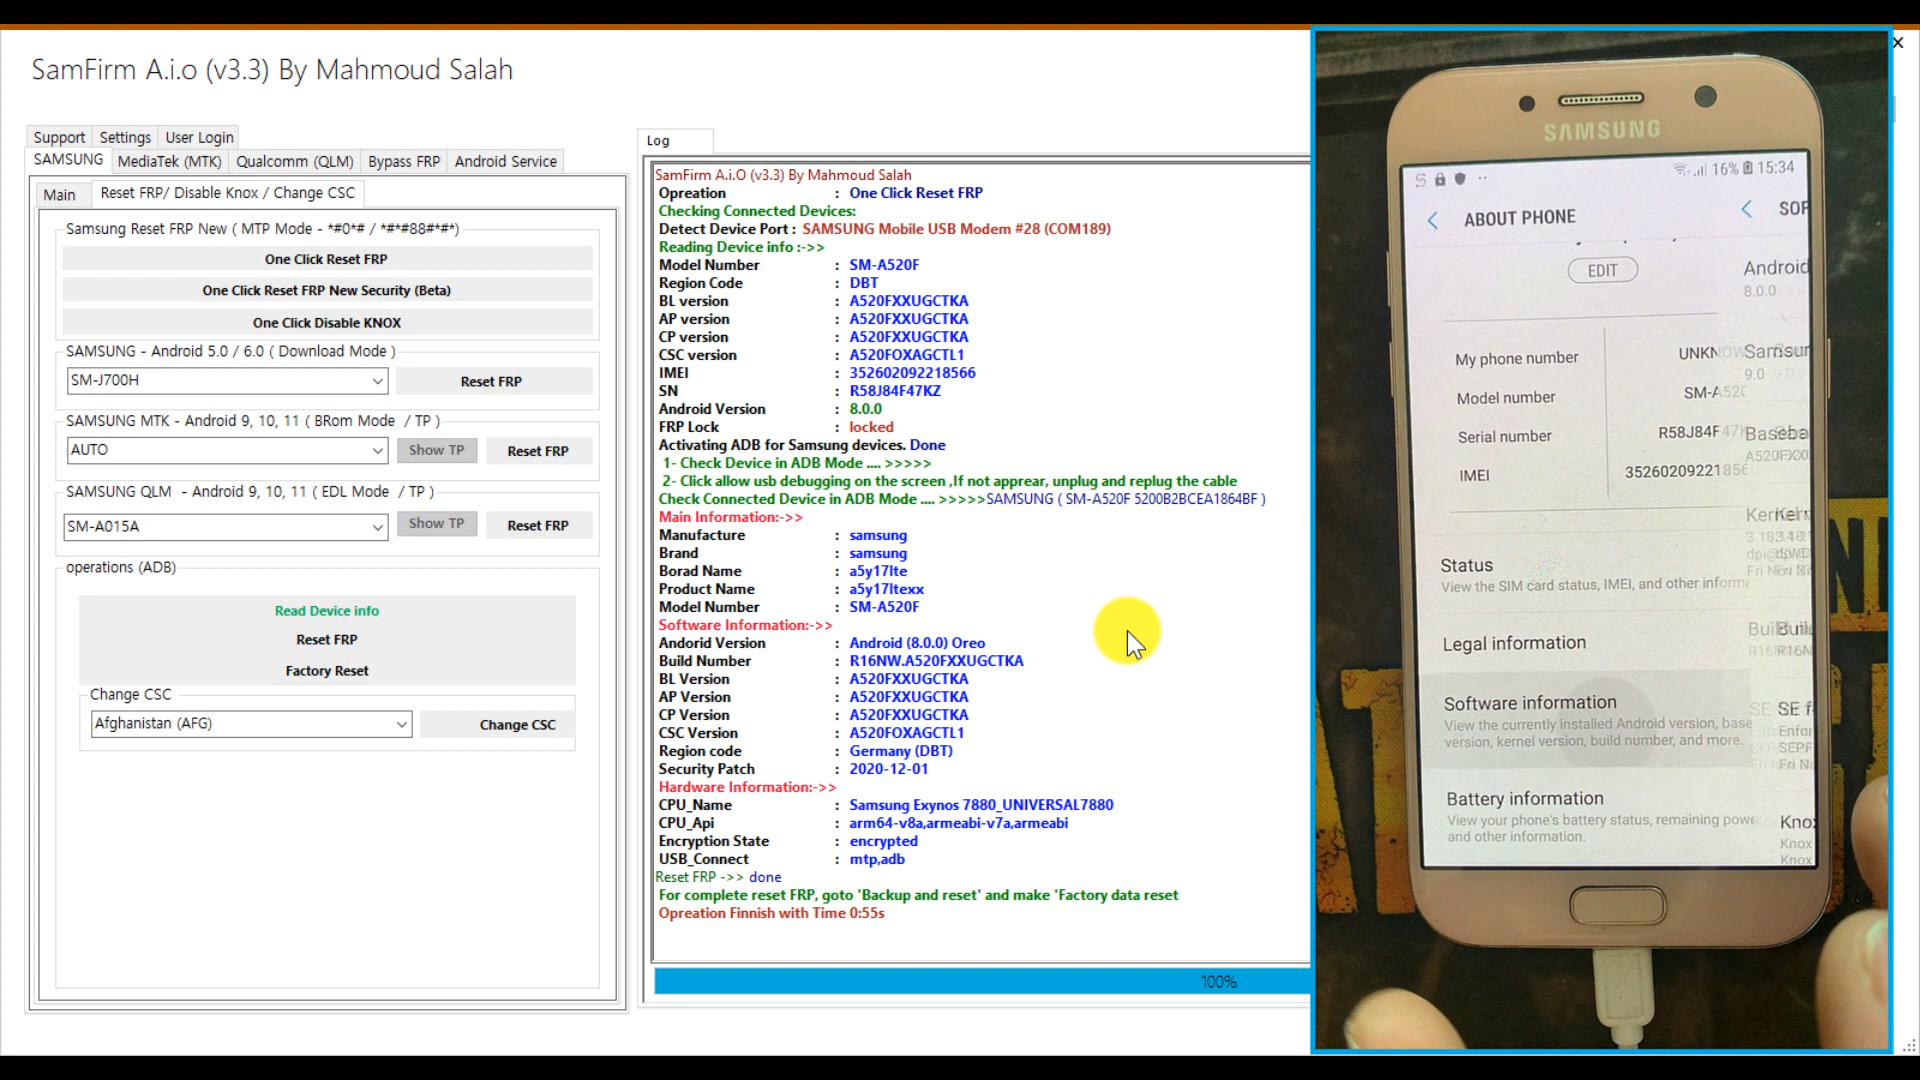 SamFirm A.i.o (v3.3) By Mahmoud Salah
Support Settings User Login
SAMSUNG MediaTek (MTK) Qualcomm (QLM) Bypass FRP Android Service
Main Reset FRP/ Disable Knox / Change CSC
Samsung Reset FRP New ( MTP Mode - *#0*# / *#*#88#*#*)
One Click Reset FRP
One Click Reset FRP New Security (Beta)
One Click Disable KNOX
SAMSUNG - Android 5.0 / 6.0 ( Download Mode )
SM-J700H Reset FRP
SAMSUNG MTK - Android 9, 10, 11 ( BRom Mode / TP )
AUTO Show TP Reset FRP
SAMSUNG QLM - Android 9, 10, 11 ( EDL Mode / TP )
SM-A015A Show TP Reset FRP
operations (ADB)
Read Device info
Reset FRP
Factory Reset
Change CSC
Afghanistan (AFG) Change CSC
Log
SamFirm A.i.O (v3.3) By Mahmoud Salah
Opreation : One Click Reset FRP
Checking Connected Devices:
Detect Device Port : SAMSUNG Mobile USB Modem #28 (COM189)
Reading Device info :->>
Model Number : SM-A520F
Region Code : DBT
BL version : A520FXXUGCTKA
AP version : A520FXXUGCTKA
CP version : A520FXXUGCTKA
CSC version : A520FOXAGCTL1
IMEI : 352602092218566
SN : R58J84F47KZ
Android Version : 8.0.0
FRP Lock : locked
Activating ADB for Samsung devices. Done
1- Check Device in ADB Mode .... >>>>>
2- Click allow usb debugging on the screen ,If not apprear, unplug and replug the cable
Check Connected Device in ADB Mode .... >>>>>SAMSUNG ( SM-A520F 5200B2BCEA1864BF )
Main Information:->>
Manufacture : samsung
Brand : samsung
Borad Name : a5y17lte
Product Name : a5y17ltexx
Model Number : SM-A520F
Software Information:->>
Andorid Version : Android (8.0.0) Oreo
Build Number : R16NW.A520FXXUGCTKA
BL Version : A520FXXUGCTKA
AP Version : A520FXXUGCTKA
CP Version : A520FXXUGCTKA
CSC Version : A520FOXAGCTL1
Region code : Germany (DBT)
Security Patch : 2020-12-01
Hardware Information:->>
CPU_Name : Samsung Exynos 7880_UNIVERSAL7880
CPU_Api : arm64-v8a,armeabi-v7a,armeabi
Encryption State : encrypted
USB_Connect : mtp,adb
Reset FRP ->> done
For complete reset FRP, goto 'Backup and reset' and make 'Factory data reset
Opreation Finnish with Time 0:55s
100%
SAMSUNG
16% 15:34
ABOUT PHONE
EDIT
My phone number
Model number
Serial number
IMEI
Status
View the SIM card status, IMEI, and other
Legal information
Software information
View the currently installed Android version,
version, kernel version, build number, and more.
Battery information
View your phone's battery status, remaining
and other information.
Android
8.0.0
9.0